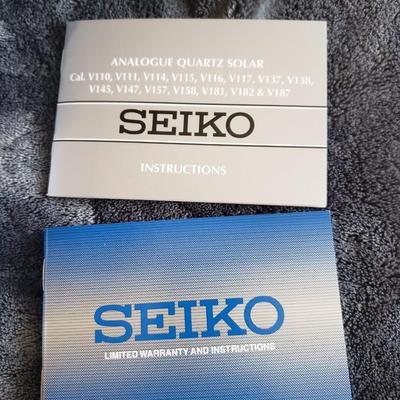 ANALOGUE QUARTZ SOLAR
Cal. V110, V111, V114, V115, V116, V117, V137, V138,
V145, V147, V157, V158, V181, V182 & V187
SEIKO
INSTRUCTIONS
SEIKO
LIMITED WARRANTY AND INSTRUCTIONS